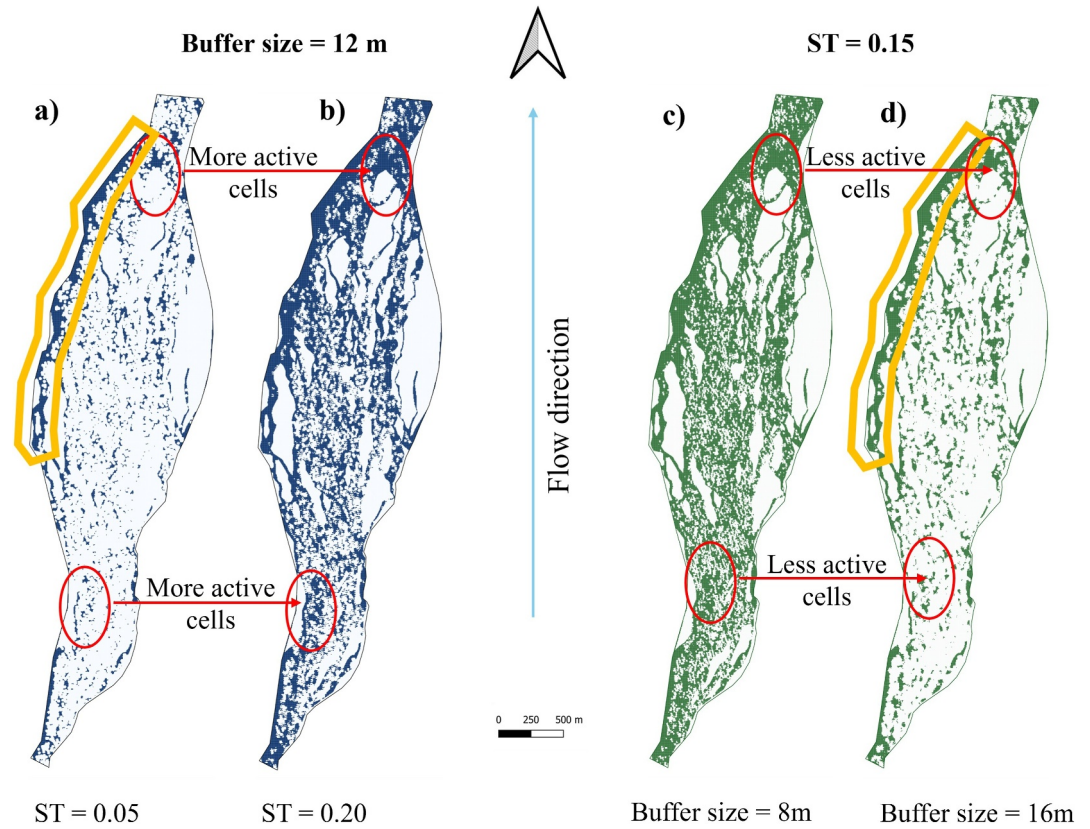 Buffer size = 12 m
ST = 0.15
a)
b)
c)
d)
More active
cells
Less active
cells
Flow direction
More active
cells
Less active
cells
0 250 500 m
ST = 0.05
ST = 0.20
Buffer size = 8m
Buffer size = 16m